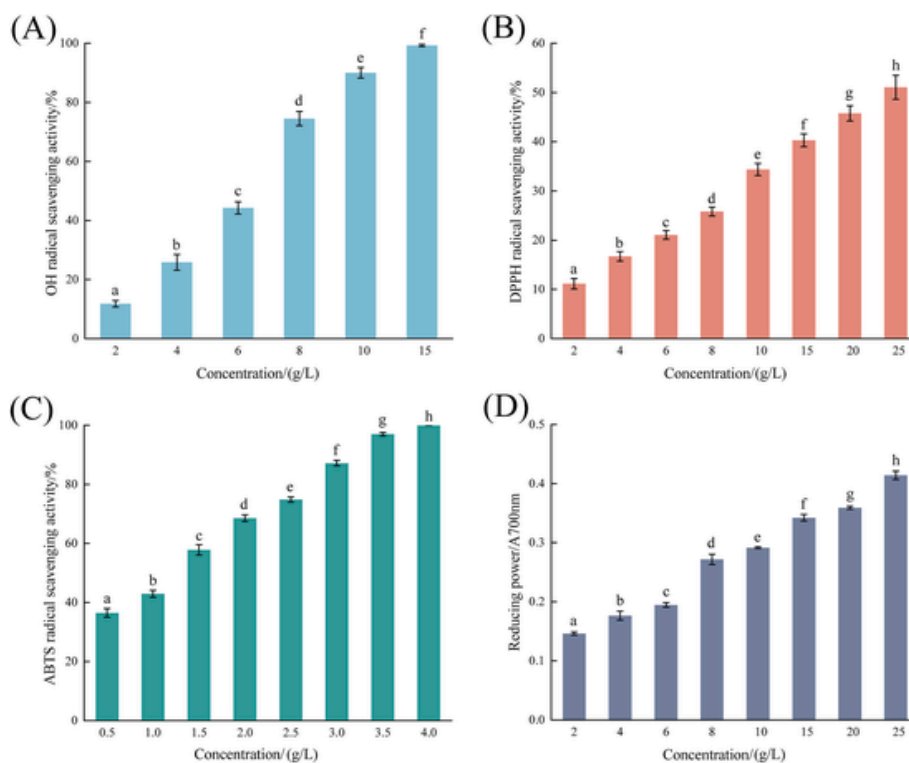 (A)
OH radical scavenging activity/%
100
80
60
40
20
0
a
b
c
d
e
f
2 4 6 8 10 15
Concentration/(g/L)
(B)
DPPH radical scavenging activity/%
60
50
40
30
20
10
0
a
b
c
d
e
f
g
h
2 4 6 8 10 15 20 25
Concentration/(g/L)
(C)
ABTS radical scavenging activity/%
100
80
60
40
20
0
a
b
c
d
e
f
g
h
0.5 1.0 1.5 2.0 2.5 3.0 3.5 4.0
Concentration/(g/L)
(D)
Reducing power/A700nm
0.5
0.4
0.3
0.2
0.1
0.0
a
b
c
d
e
f
g
h
2 4 6 8 10 15 20 25
Concentration/(g/L)